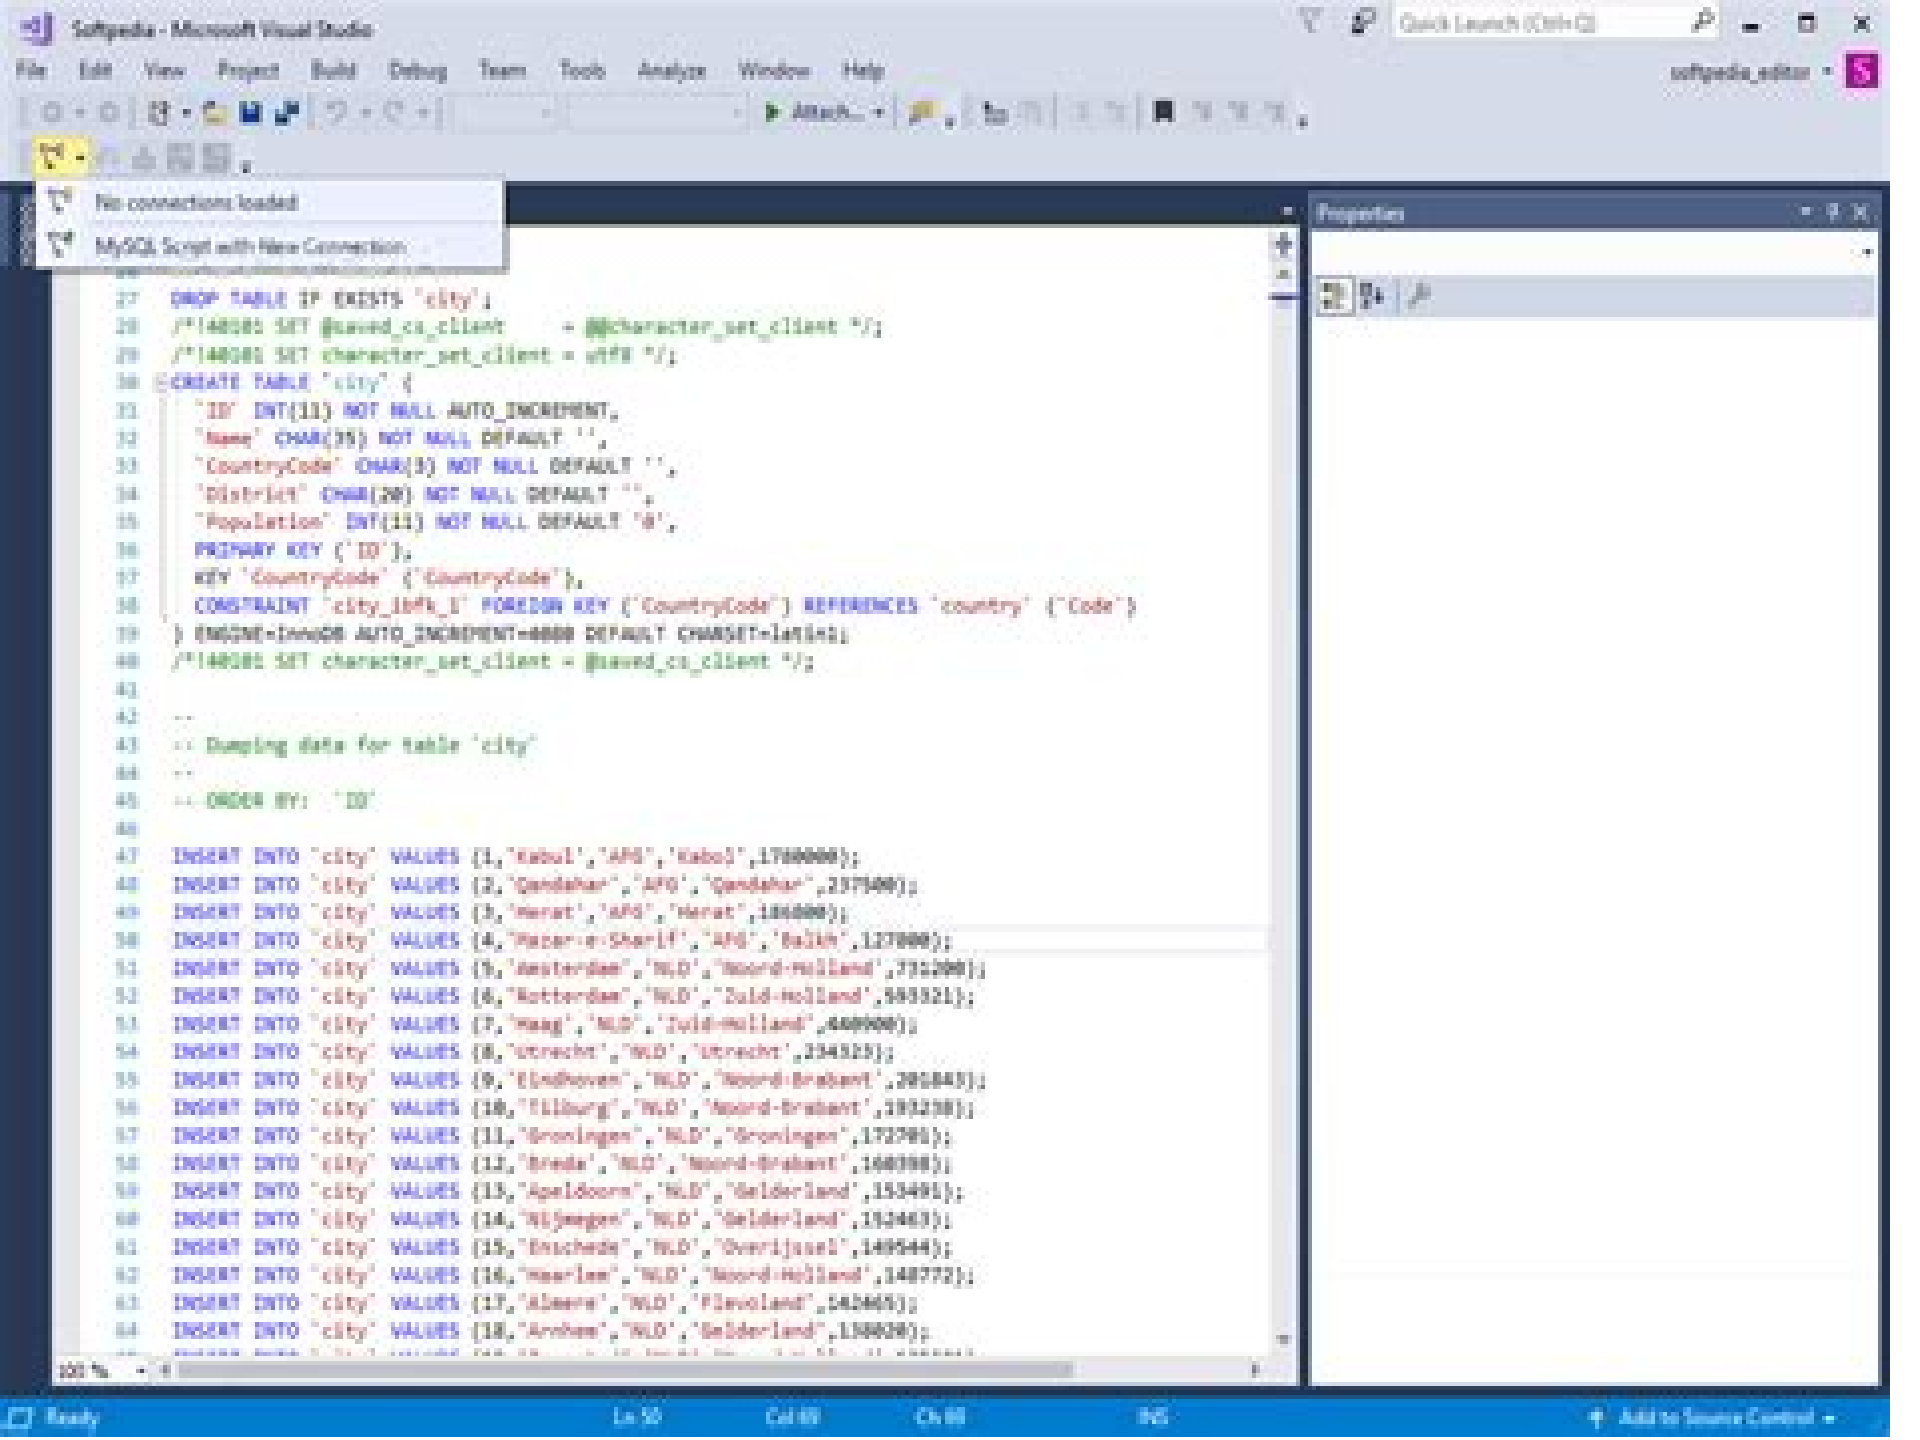 Softpedia - Microsoft Visual Studio
Quick Launch (Ctrl+Q)
File Edit View Project Build Debug Team Tools Analyze Window Help
softpedia_editor
S
Attach...
No connections loaded
MySQL Script with New Connection
Properties
27 DROP TABLE IF EXISTS `city`;
28 /*!40101 SET @saved_cs_client = @@character_set_client */;
29 /*!40101 SET character_set_client = utf8 */;
30 CREATE TABLE `city` (
31 `ID` INT(11) NOT NULL AUTO_INCREMENT,
32 `Name` CHAR(35) NOT NULL DEFAULT '',
33 `CountryCode` CHAR(3) NOT NULL DEFAULT '',
34 `District` CHAR(20) NOT NULL DEFAULT '',
35 `Population` INT(11) NOT NULL DEFAULT '0',
36 PRIMARY KEY (`ID`),
37 KEY `CountryCode` (`CountryCode`),
38 CONSTRAINT `city_ibfk_1` FOREIGN KEY (`CountryCode`) REFERENCES `country` (`Code`)
39 ) ENGINE=InnoDB AUTO_INCREMENT=4080 DEFAULT CHARSET=latin1;
40 /*!40101 SET character_set_client = @saved_cs_client */;
41
42 --
43 -- Dumping data for table `city`
44 --
45 -- ORDER BY: `ID`
46
47 INSERT INTO `city` VALUES (1,'Kabul','AFG','Kabol',1780000);
48 INSERT INTO `city` VALUES (2,'Qandahar','AFG','Qandahar',237500);
49 INSERT INTO `city` VALUES (3,'Herat','AFG','Herat',186800);
50 INSERT INTO `city` VALUES (4,'Mazar-e-Sharif','AFG','Balkh',127800);
51 INSERT INTO `city` VALUES (5,'Amsterdam','NLD','Noord-Holland',731200);
52 INSERT INTO `city` VALUES (6,'Rotterdam','NLD','Zuid-Holland',593321);
53 INSERT INTO `city` VALUES (7,'Haag','NLD','Zuid-Holland',440900);
54 INSERT INTO `city` VALUES (8,'Utrecht','NLD','Utrecht',234323);
55 INSERT INTO `city` VALUES (9,'Eindhoven','NLD','Noord-Brabant',201843);
56 INSERT INTO `city` VALUES (10,'Tilburg','NLD','Noord-Brabant',193238);
57 INSERT INTO `city` VALUES (11,'Groningen','NLD','Groningen',172701);
58 INSERT INTO `city` VALUES (12,'Breda','NLD','Noord-Brabant',160398);
59 INSERT INTO `city` VALUES (13,'Apeldoorn','NLD','Gelderland',153491);
60 INSERT INTO `city` VALUES (14,'Nijmegen','NLD','Gelderland',152463);
61 INSERT INTO `city` VALUES (15,'Enschede','NLD','Overijssel',149544);
62 INSERT INTO `city` VALUES (16,'Haarlem','NLD','Noord-Holland',148772);
63 INSERT INTO `city` VALUES (17,'Almere','NLD','Flevoland',142465);
64 INSERT INTO `city` VALUES (18,'Arnhem','NLD','Gelderland',138020);
100 %
Ready Ln 50 Col 69 Ch 69 INS Add to Source Control